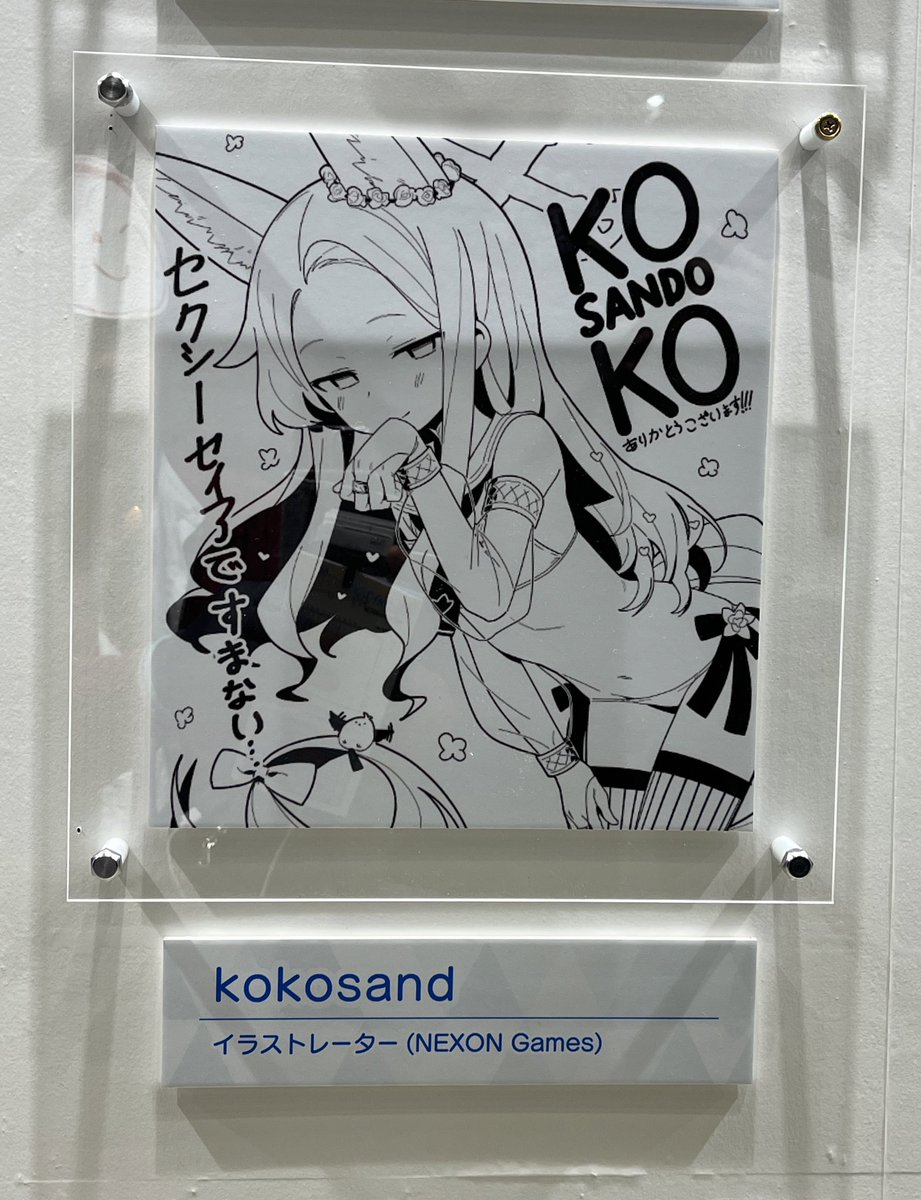 セクシーセイアですまない…
KO
SANDO
KO
ありがとうございます!!!
kokosand
イラストレーター (NEXON Games)